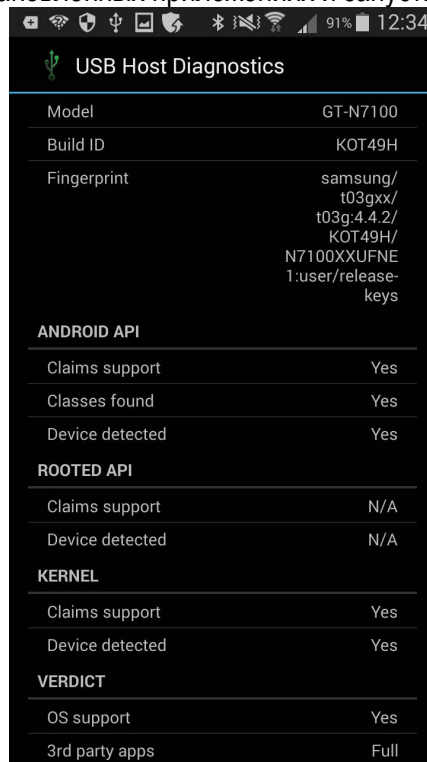 91% 12:34
USB Host Diagnostics
Model GT-N7100
Build ID KOT49H
Fingerprint samsung/
t03gxx/
t03g:4.4.2/
KOT49H/
N7100XXUFNE
1:user/release-
keys
ANDROID API
Claims support Yes
Classes found Yes
Device detected Yes
ROOTED API
Claims support N/A
Device detected N/A
KERNEL
Claims support Yes
Device detected Yes
VERDICT
OS support Yes
3rd party apps Full